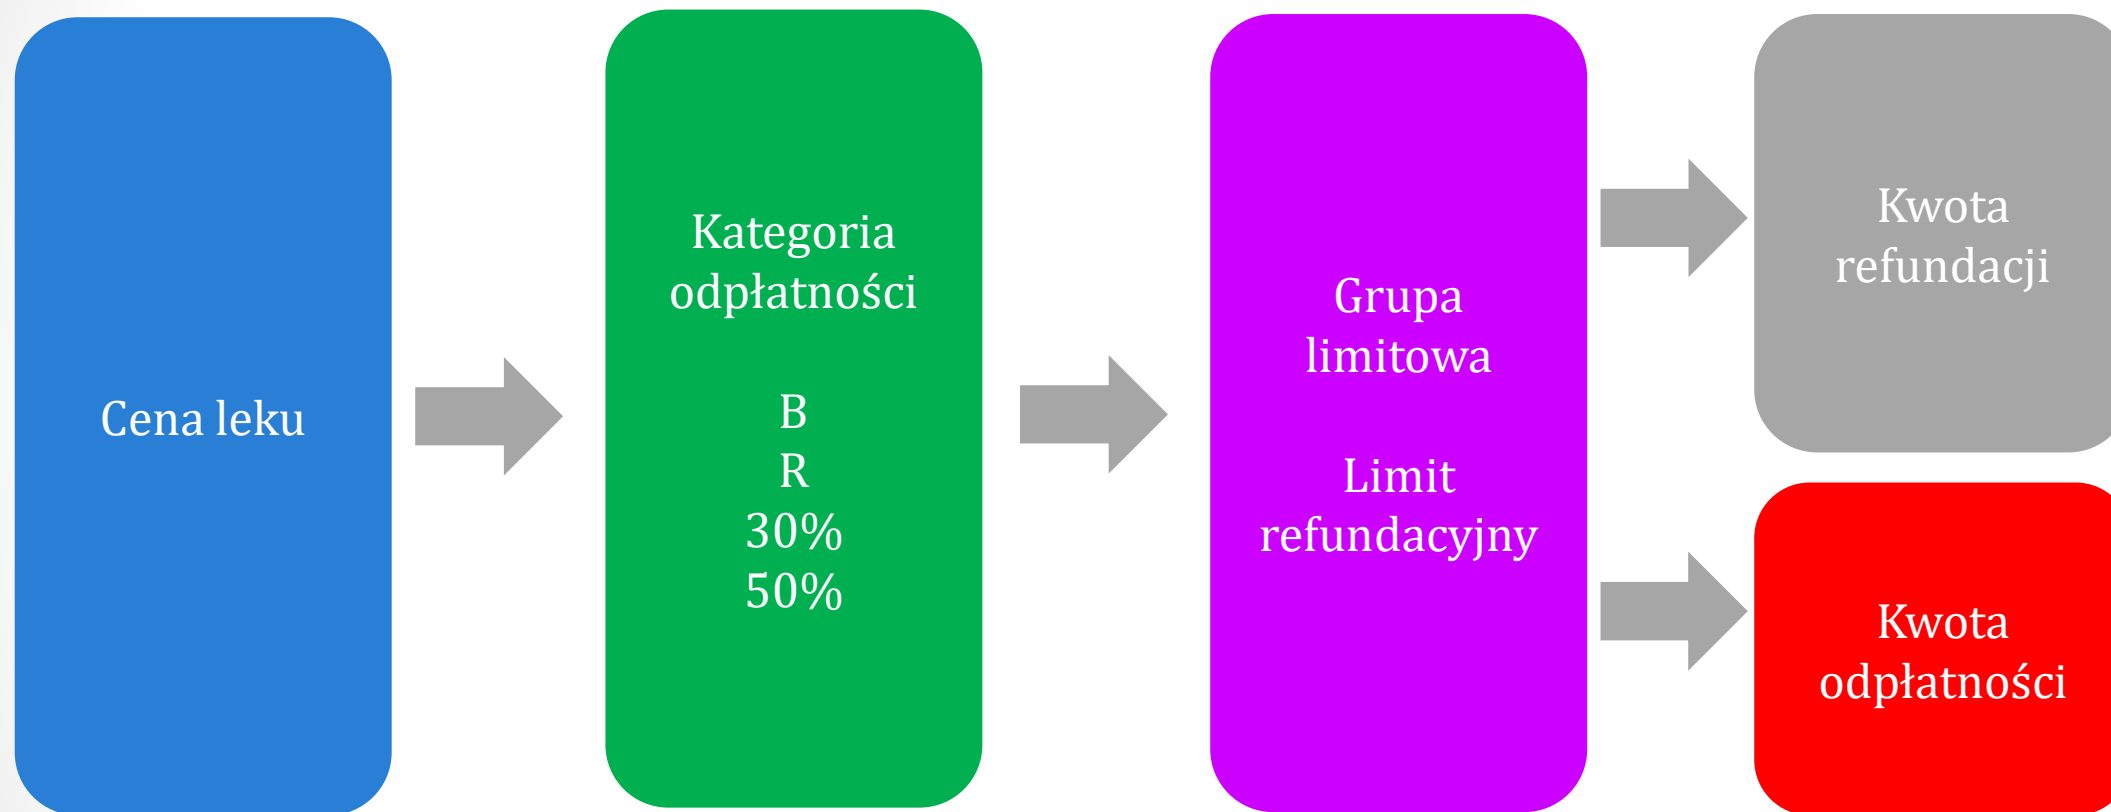 Cena leku
Kategoria
odpłatności
B
R
30%
50%
Grupa
limitowa
Limit
refundacyjny
Kwota
refundacji
Kwota
odpłatności